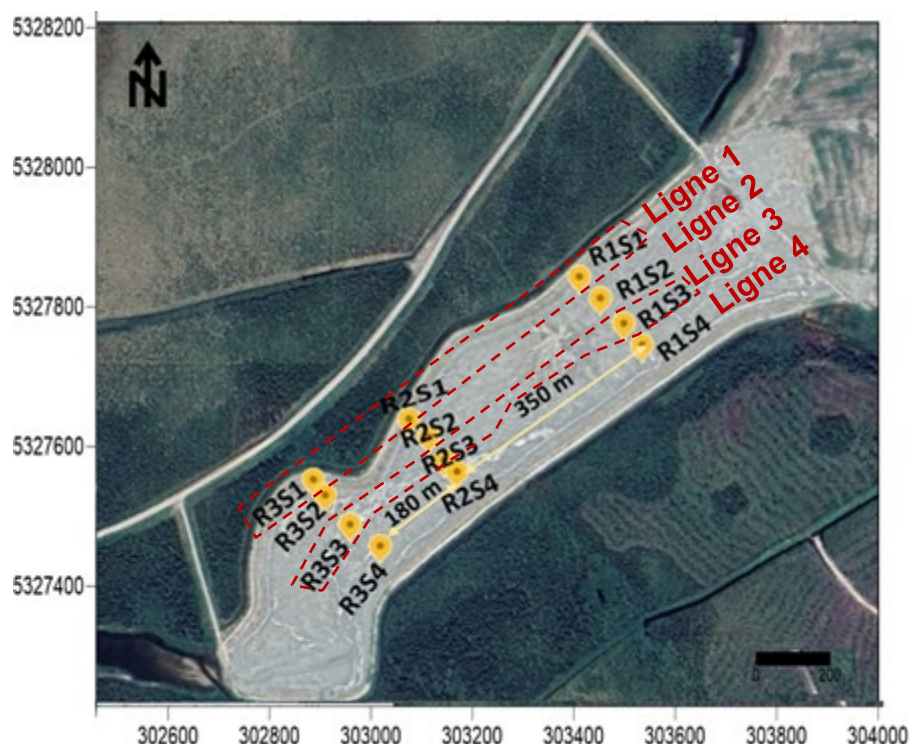 5328200
5328000
5327800
5327600
5327400
N
Ligne 1
Ligne 2
Ligne 3
Ligne 4
R1S1
R1S2
R1S3
R1S4
350 m
R2S1
R2S2
R2S3
R2S4
180 m
R3S1
R3S2
R3S3
R3S4
0 200
302600 302800 303000 303200 303400 303600 303800 304000